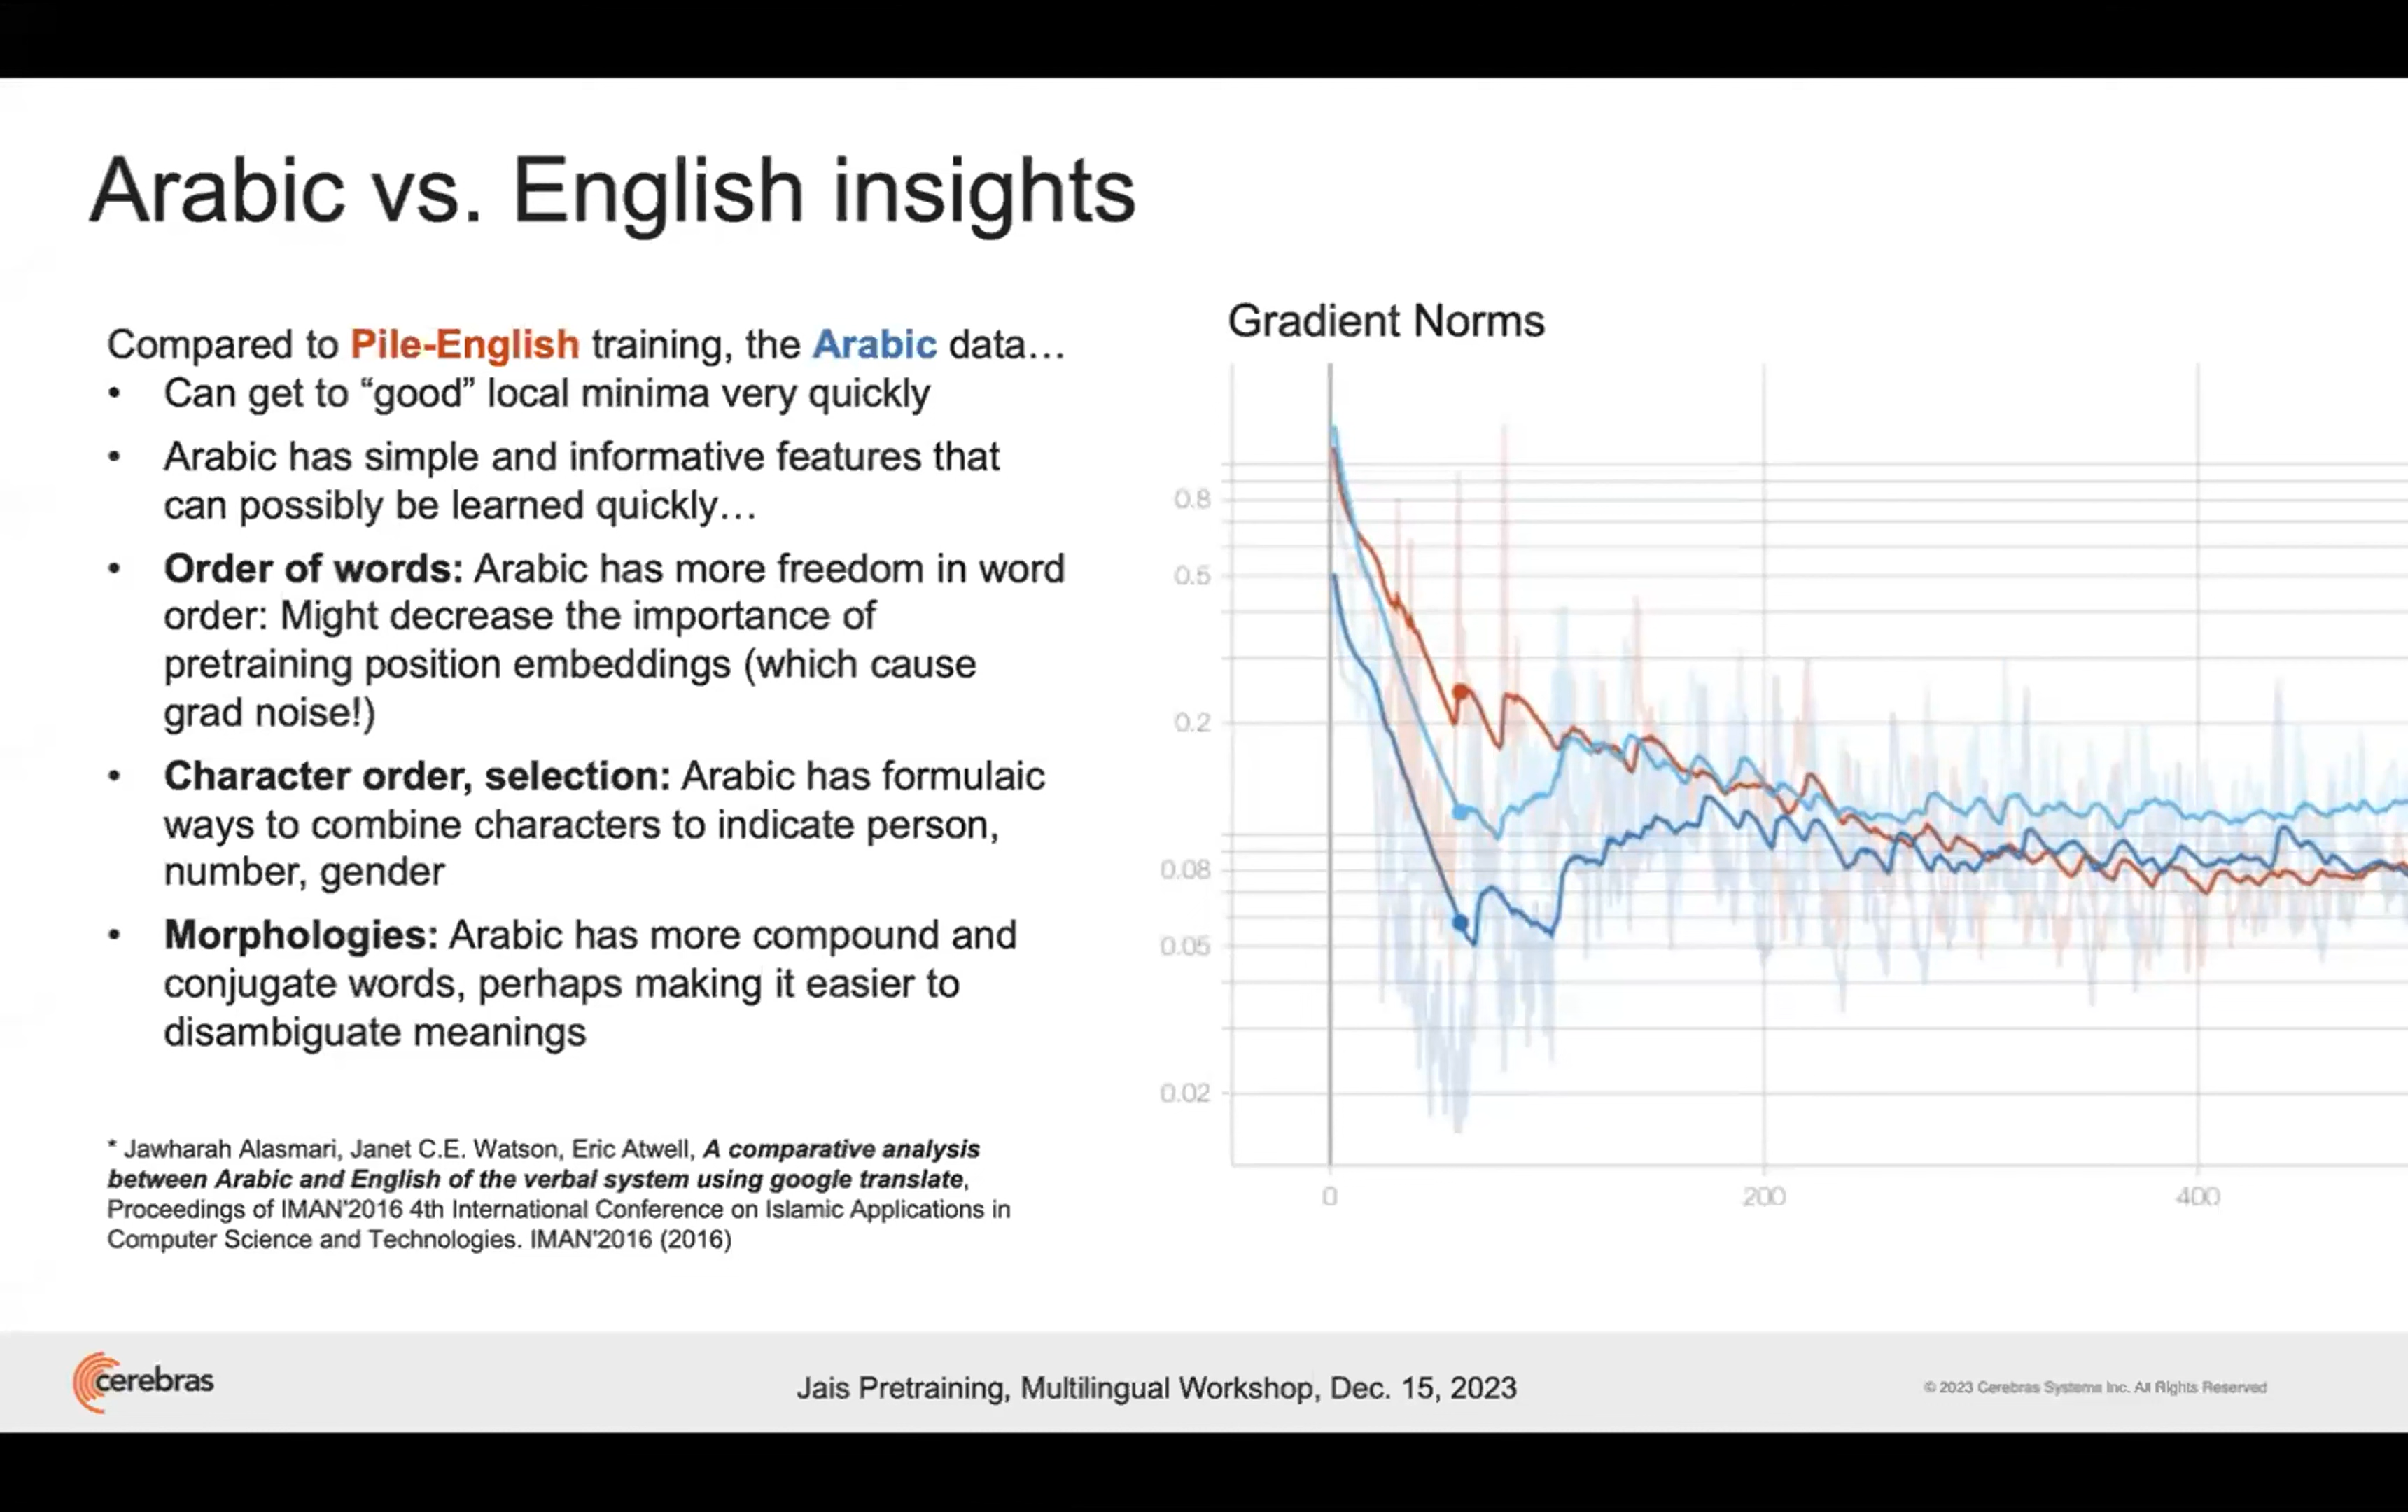 Arabic vs. English insights
Compared to Pile-English training, the Arabic data…
• Can get to “good” local minima very quickly
• Arabic has simple and informative features that
can possibly be learned quickly…
• Order of words: Arabic has more freedom in word
order: Might decrease the importance of
pretraining position embeddings (which cause
grad noise!)
• Character order, selection: Arabic has formulaic
ways to combine characters to indicate person,
number, gender
• Morphologies: Arabic has more compound and
conjugate words, perhaps making it easier to
disambiguate meanings
* Jawharah Alasmari, Janet C.E. Watson, Eric Atwell, A comparative analysis
between Arabic and English of the verbal system using google translate,
Proceedings of IMAN'2016 4th International Conference on Islamic Applications in
Computer Science and Technologies. IMAN'2016 (2016)
Gradient Norms
0.8
0.5
0.2
0.08
0.05
0.02
0 200 400
cerebras
Jais Pretraining, Multilingual Workshop, Dec. 15, 2023
© 2023 Cerebras Systems Inc. All Rights Reserved